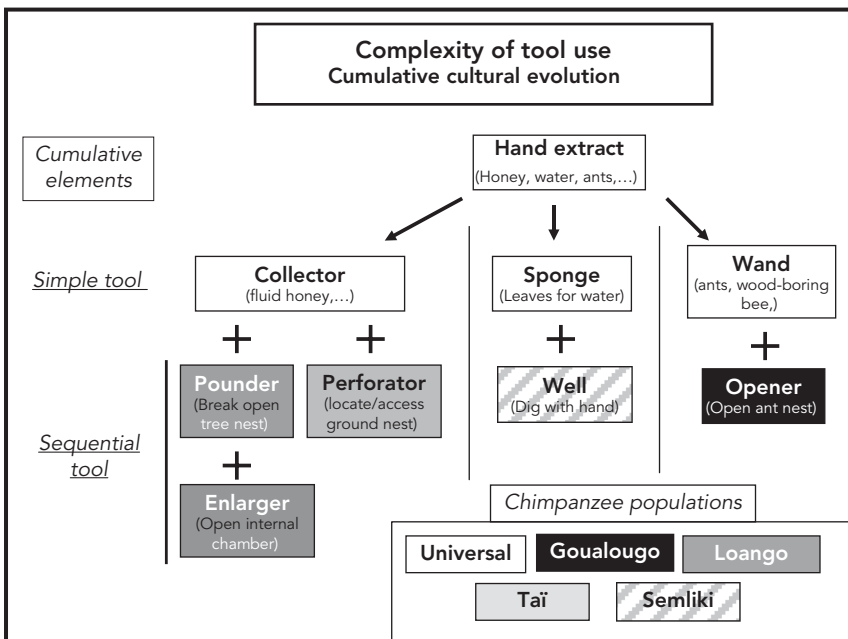 Complexity of tool use
Cumulative cultural evolution
Cumulative
elements
Hand extract
(Honey, water, ants,...)
Simple tool
Collector
(fluid honey,...)
Sponge
(Leaves for water)
Wand
(ants, wood-boring
bee,)
+
+
+
+
Pounder
(Break open
tree nest)
Perforator
(locate/access
ground nest)
Well
(Dig with hand)
Opener
(Open ant nest)
Sequential
tool
+
Enlarger
(Open internal
chamber)
Chimpanzee populations
Universal
Goualougo
Loango
Taï
Semliki